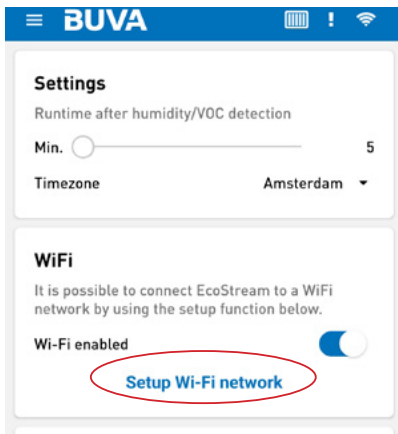 ≡ BUVA !
Settings
Runtime after humidity/VOC detection
Min. 5
Timezone Amsterdam
WiFi
It is possible to connect EcoStream to a WiFi
network by using the setup function below.
Wi-Fi enabled
Setup Wi-Fi network